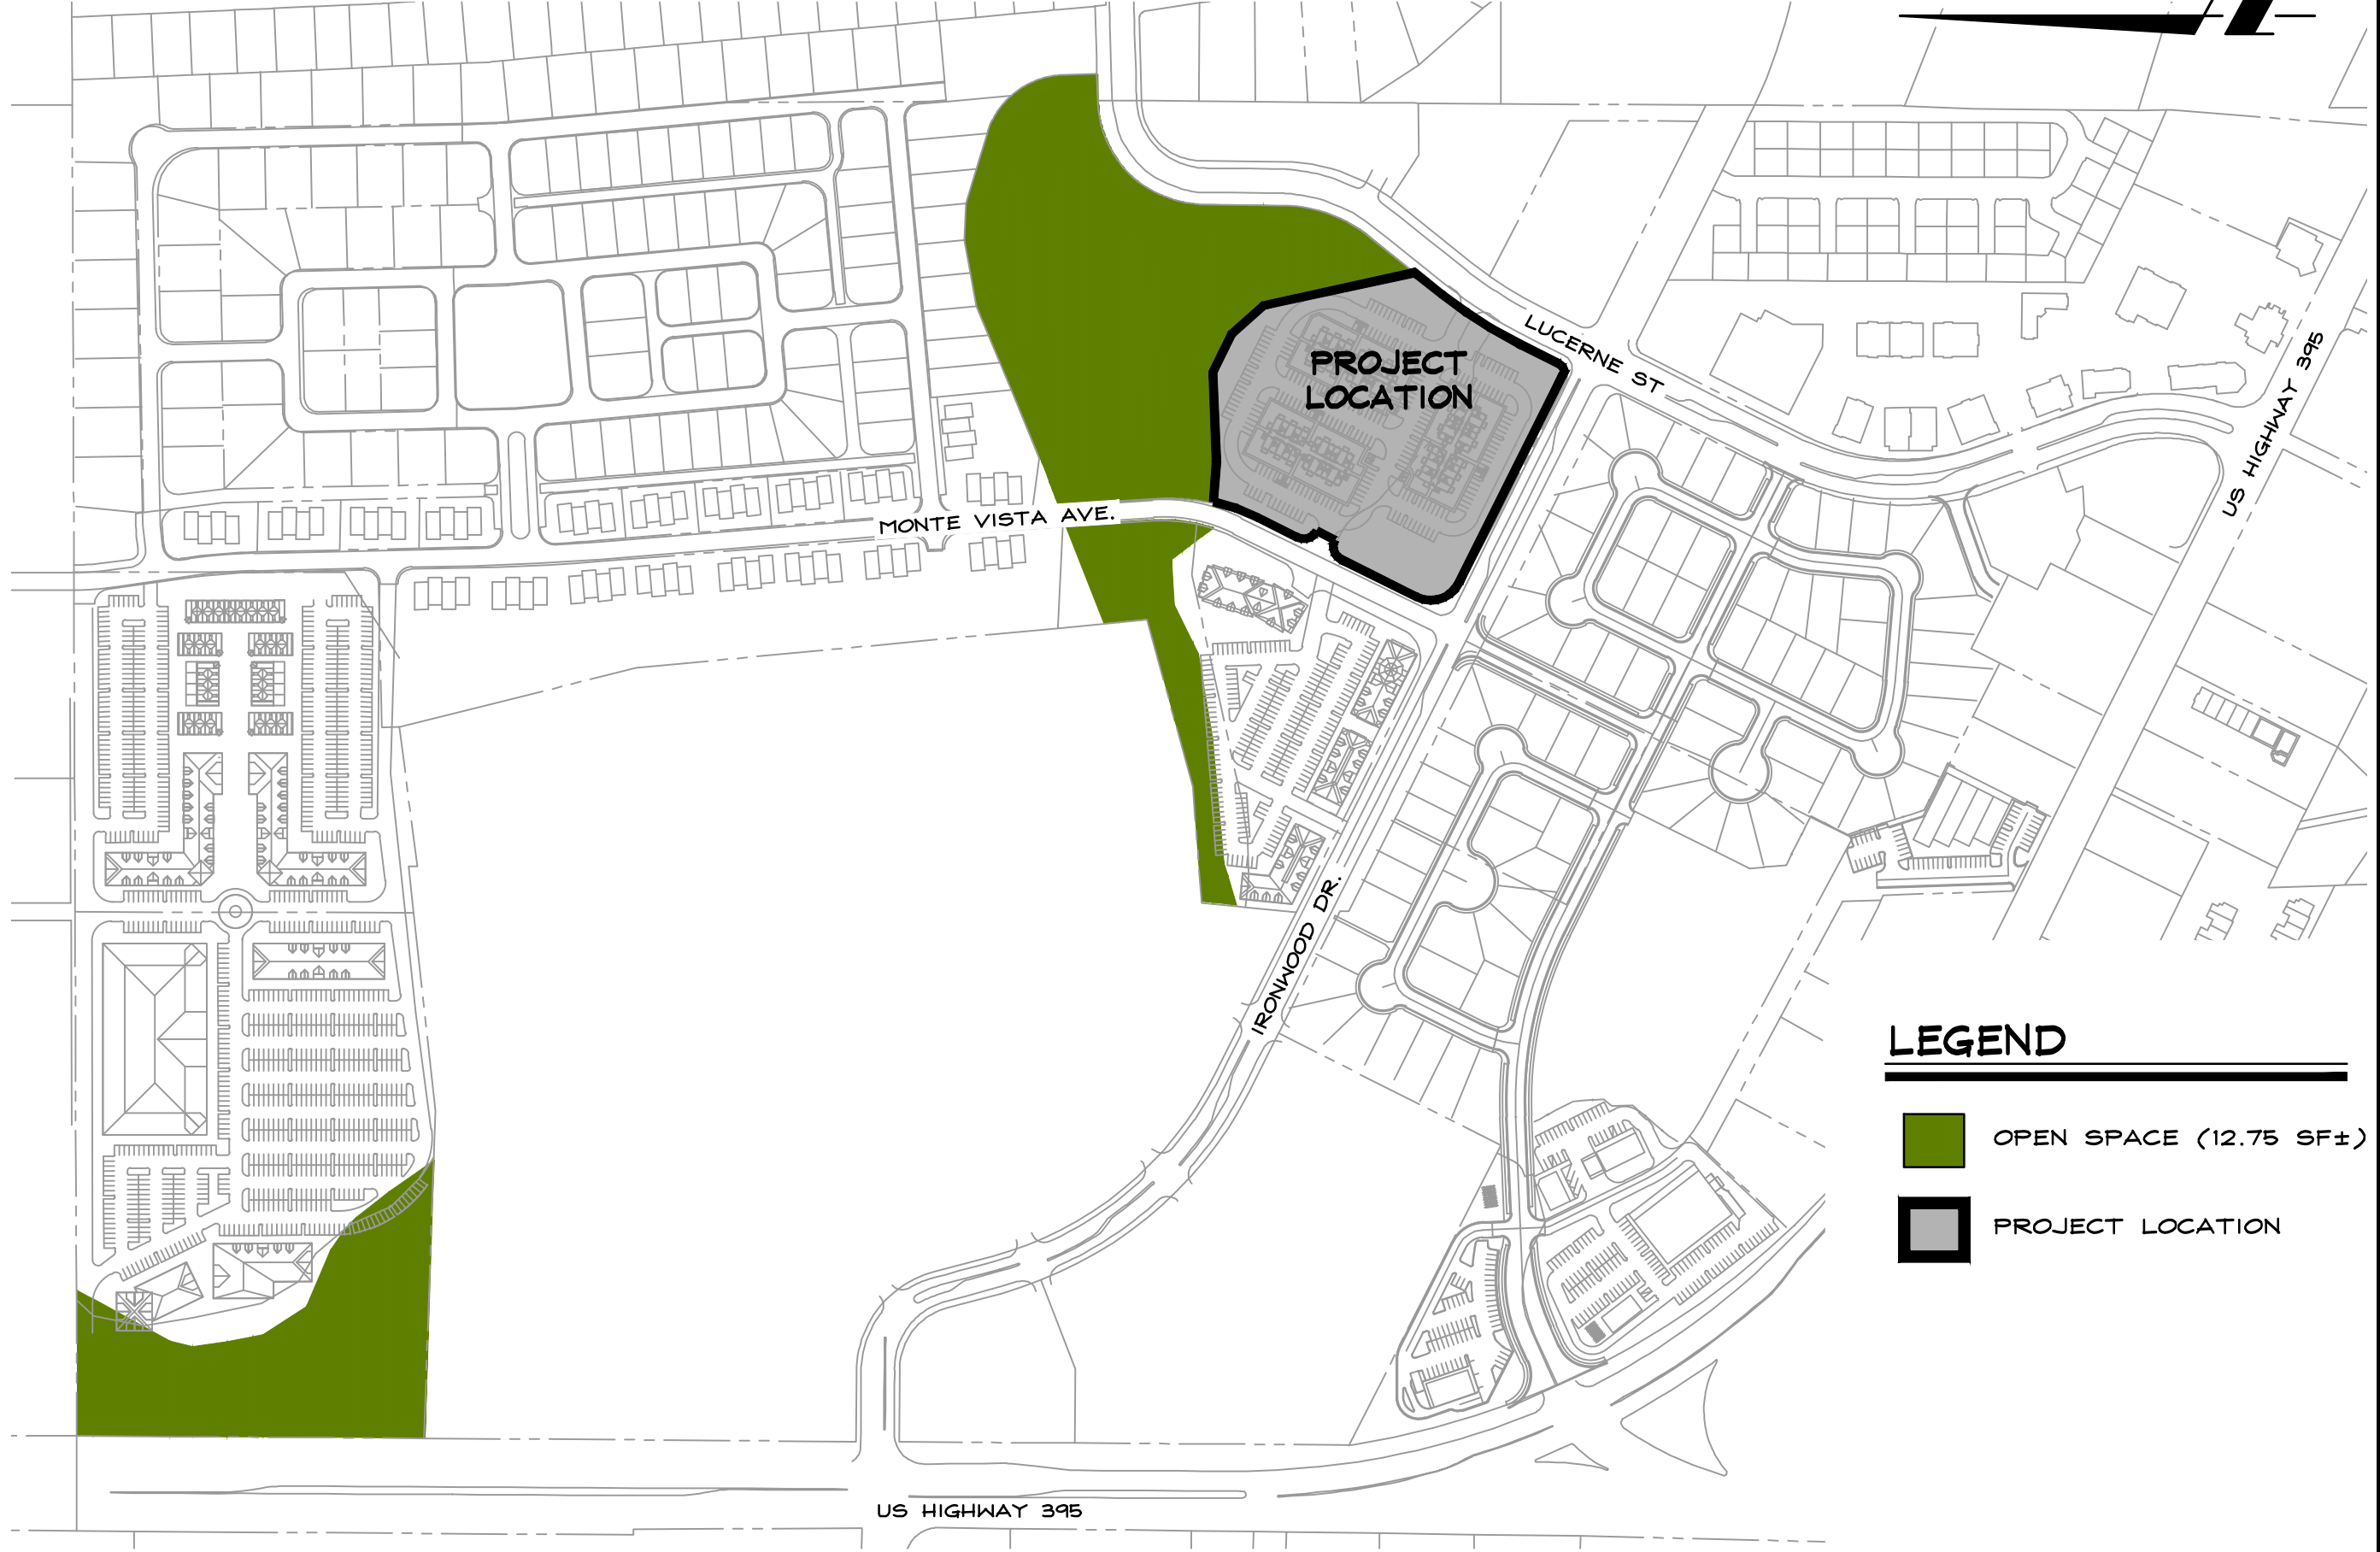 PROJECT
LOCATION
LUCERNE ST
US HIGHWAY 395
MONTE VISTA AVE.
IRONWOOD DR.
LEGEND
OPEN SPACE (12.75 SF±)
PROJECT LOCATION
US HIGHWAY 395